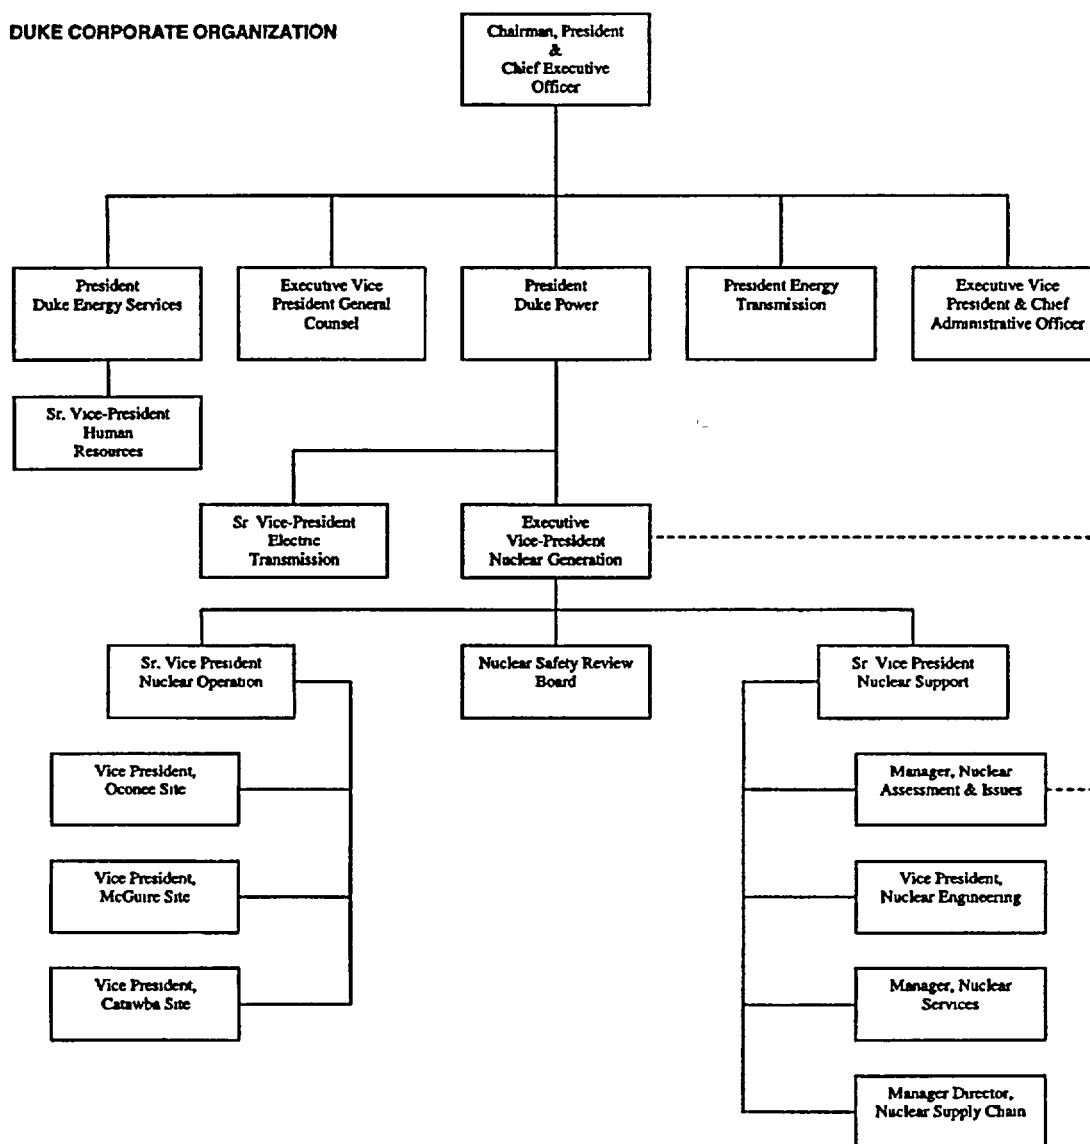 DUKE CORPORATE ORGANIZATION
Chairman, President
&
Chief Executive
Officer
President
Duke Energy Services
Executive Vice
President General
Counsel
President
Duke Power
President Energy
Transmission
Executive Vice
President & Chief
Administrative Officer
Sr. Vice-President
Human
Resources
Sr Vice-President
Electric
Transmission
Executive
Vice-President
Nuclear Generation
Sr. Vice President
Nuclear Operation
Nuclear Safety Review
Board
Sr Vice President
Nuclear Support
Vice President,
Oconee Site
Manager, Nuclear
Assessment & Issues
Vice President,
McGuire Site
Vice President,
Nuclear Engineering
Vice President,
Catawba Site
Manager, Nuclear
Services
Manager Director,
Nuclear Supply Chain